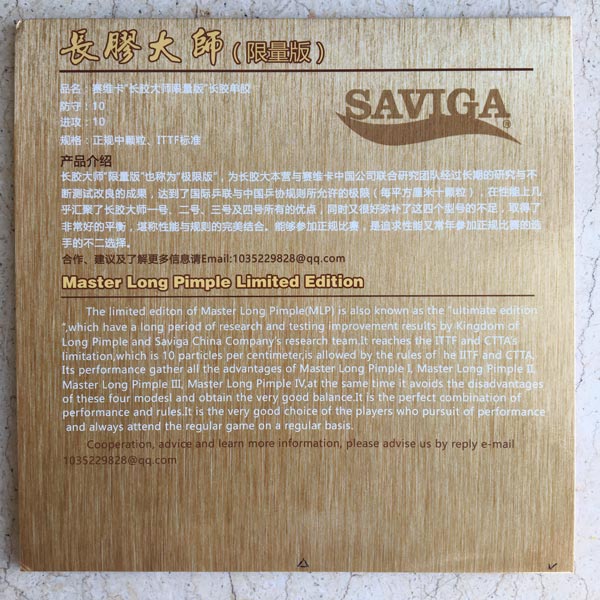 長膠大師(限量版)
品名：赛维卡“长胶大师限量版”长胶单胶
防守：10
进攻：10
规格：正规中颗粒、ITTF标准
SAVIGA®
产品介绍
长胶大师“限量版”也称为“极限版”，为长胶大本营与赛维卡中国公司联合研究团队经过长期的研究与不
断测试改良的成果，达到了国际乒联与中国乒协规则所允许的极限（每平方厘米十颗粒），在性能上几
乎汇聚了长胶大师一号、二号、三号及四号所有的优点，同时又很好弥补了这四个型号的不足，取得了
非常好的平衡，堪称性能与规则的完美结合。能够参加正规比赛，是追求性能又常年参加正规比赛的选
手的不二选择。
合作、建议及了解更多信息请Email:1035229828@qq.com
Master Long Pimple Limited Edition
The limited editon of Master Long Pimple(MLP) is also known as the "ultimate edition
",which have a long period of research and testing improvement results by Kingdom of
Long Pimple and Saviga China Company's research team.It reaches the ITTF and CTTA's
limitation,which is 10 particles per centimeter,is allowed by the rules of he IITF and CTTA.
Its performance gather all the advantages of Master Long Pimple I, Master Long Pimple II,
Master Long Pimple III, Master Long Pimple IV,at the same time it avoids the disadvantages
of these four modesl and obtain the very good balance.It is the perfect combination of
performance and rules.It is the very good choice of the players who pursuit of performance
and always attend the regular game on a regular basis.
Cooperation, advice and learn more information, please advise us by reply e-mail
1035229828@qq.com